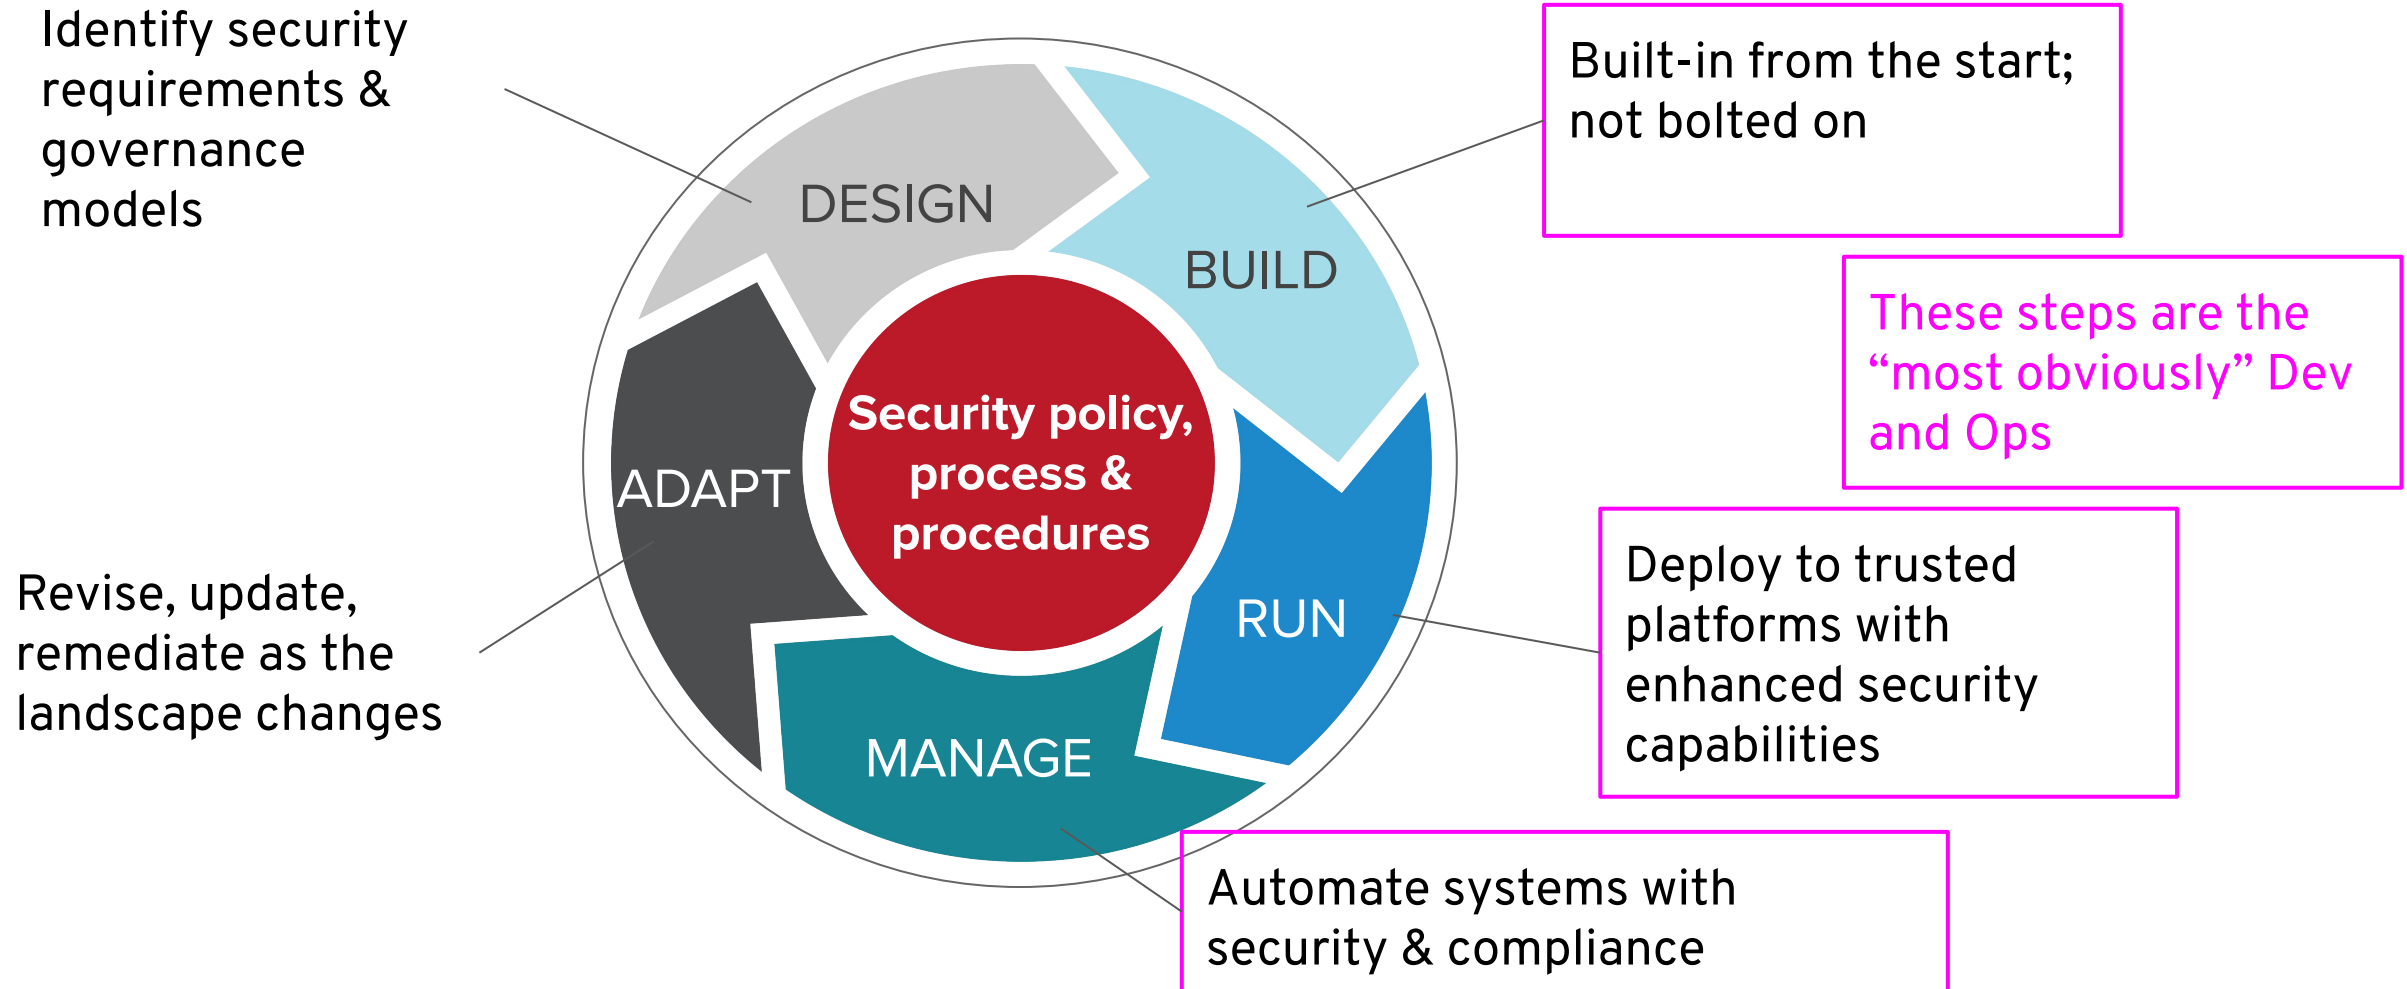 Identify security
requirements &
governance
models
DESIGN
Built-in from the start;
not bolted on
BUILD
These steps are the
“most obviously” Dev
and Ops
Security policy,
process &
procedures
ADAPT
RUN
Deploy to trusted
platforms with
enhanced security
capabilities
Revise, update,
remediate as the
landscape changes
MANAGE
Automate systems with
security & compliance